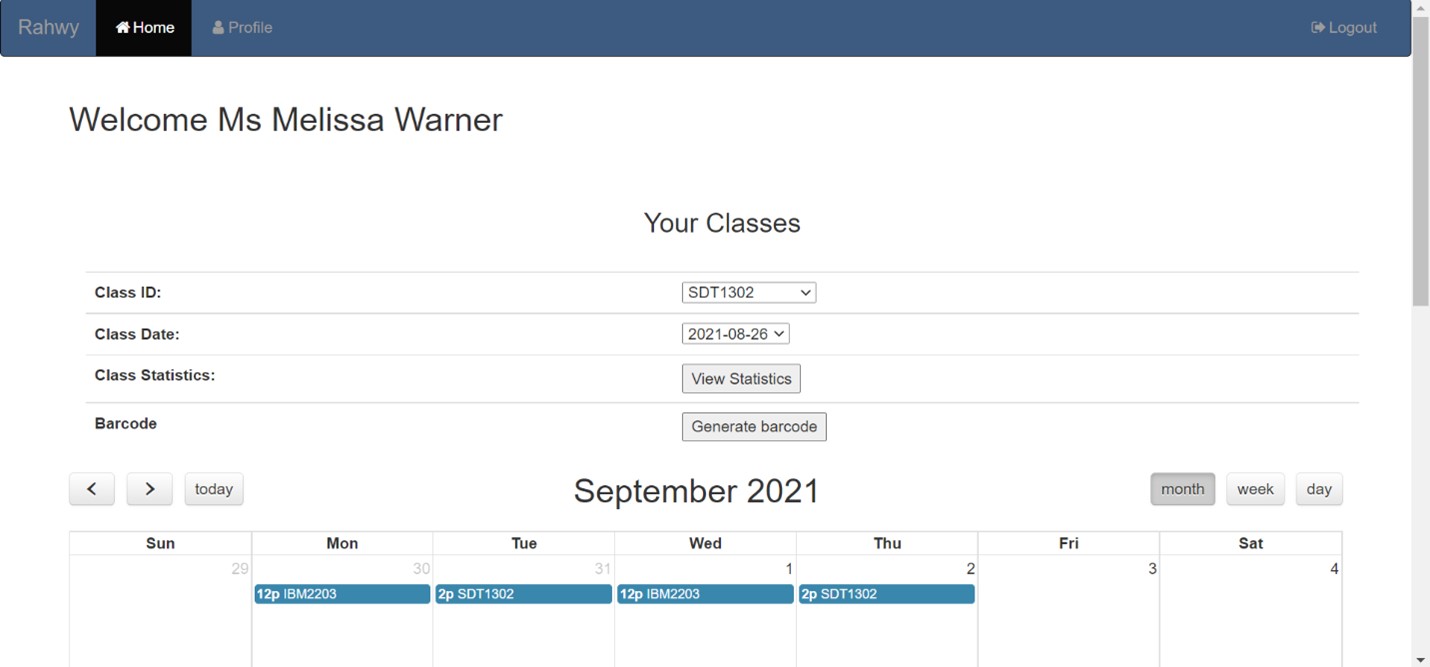 Rahwy Home Profile Logout
Welcome Ms Melissa Warner
Your Classes
Class ID: SDT1302
Class Date: 2021-08-26
Class Statistics: View Statistics
Barcode Generate barcode
today September 2021 month week day
Sun Mon Tue Wed Thu Fri Sat
29 30 31 1 2 3 4
12p IBM2203 2p SDT1302 12p IBM2203 2p SDT1302